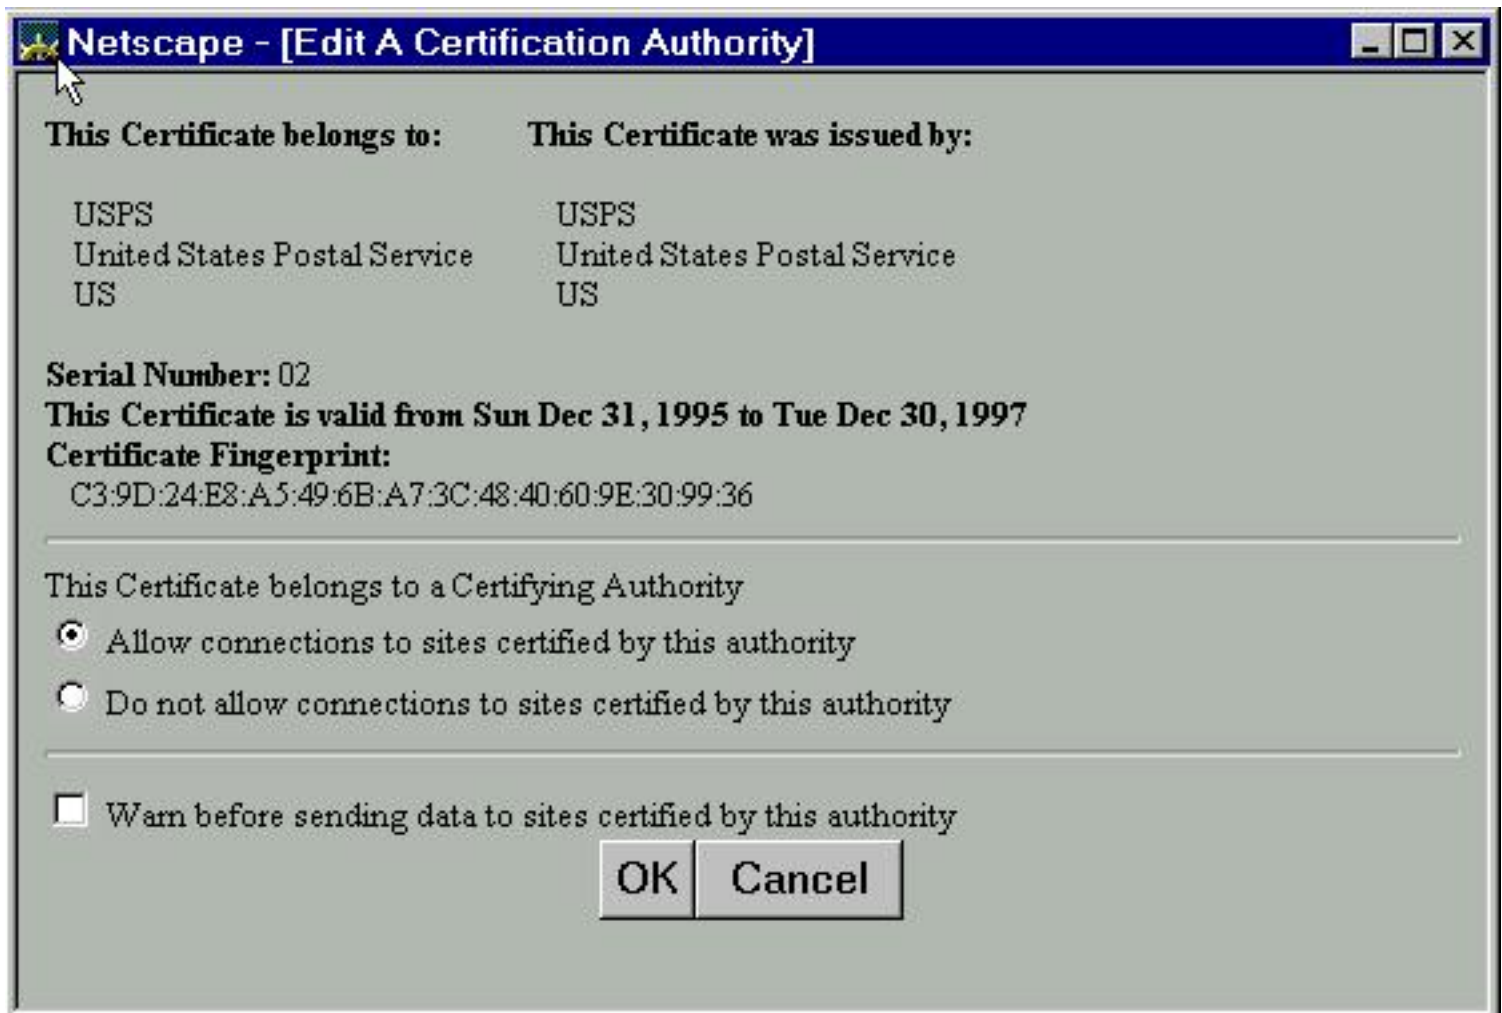 Netscape - [Edit A Certification Authority]
This Certificate belongs to: This Certificate was issued by:
USPS USPS
United States Postal Service United States Postal Service
US US
Serial Number: 02
This Certificate is valid from Sun Dec 31, 1995 to Tue Dec 30, 1997
Certificate Fingerprint:
C3:9D:24:E8:A5:49:6B:A7:3C:48:40:60:9E:30:99:36
This Certificate belongs to a Certifying Authority
Allow connections to sites certified by this authority
Do not allow connections to sites certified by this authority
Warn before sending data to sites certified by this authority
OK Cancel